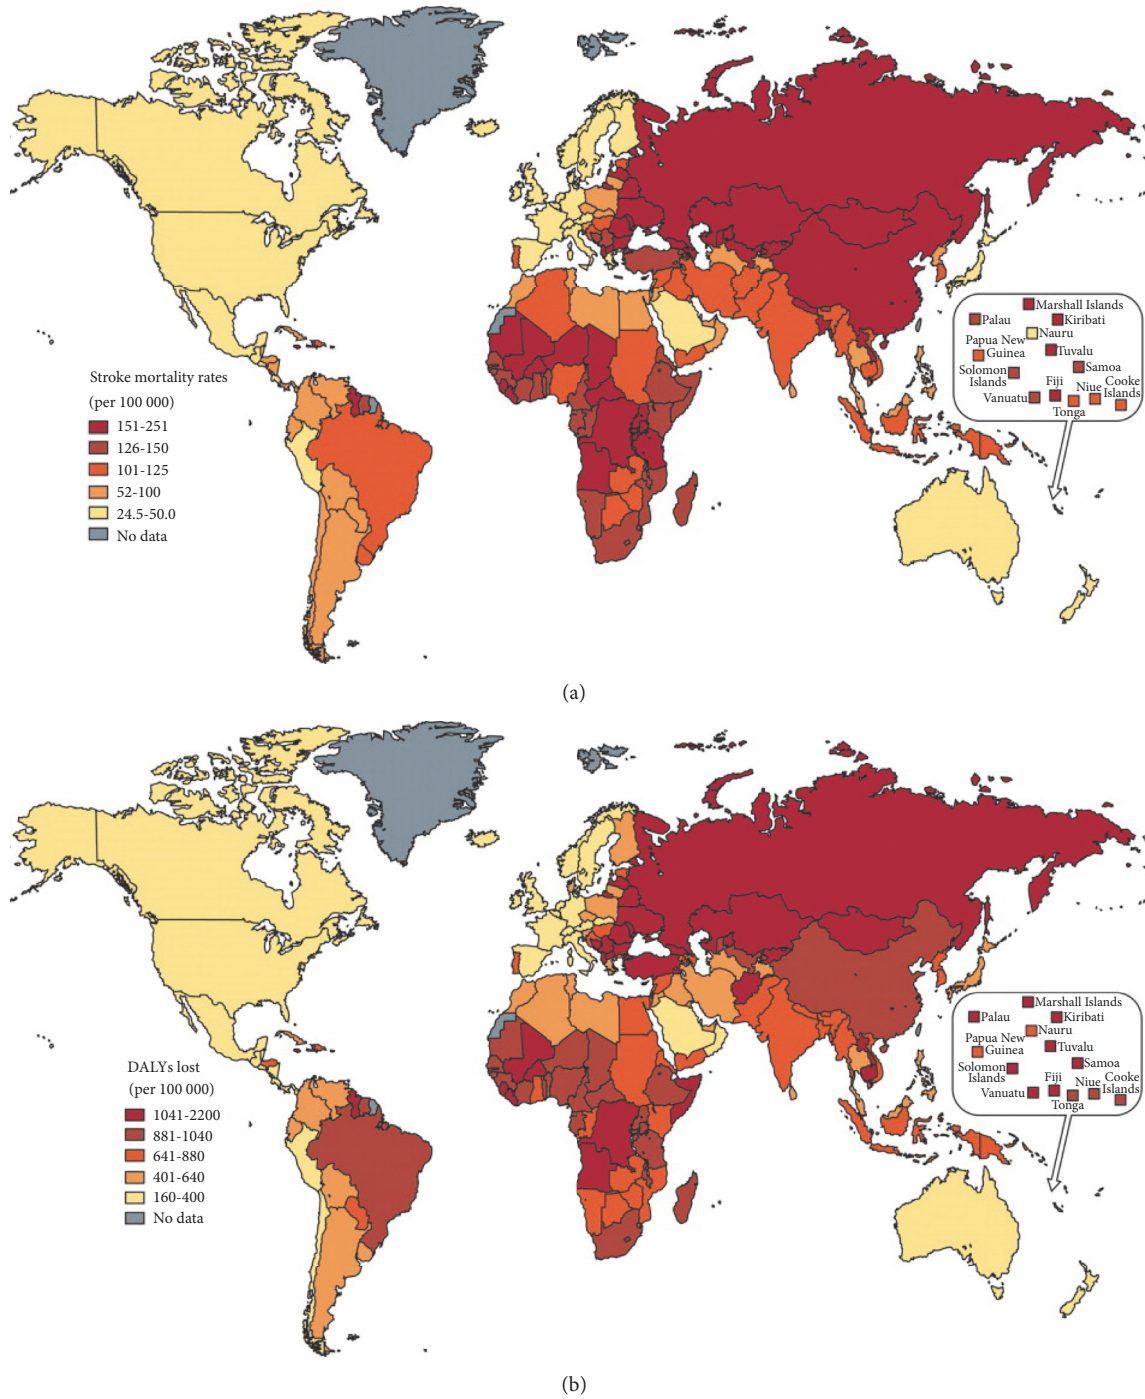 Marshall Islands
Palau
Kiribati
Nauru
Papua New
Guinea
Tuvalu
Solomon
Islands
Samoa
Vanuatu
Fiji
Tonga
Niue
Cooke
Islands
Stroke mortality rates
(per 100 000)
151-251
126-150
101-125
52-100
24.5-50.0
No data
(a)
Marshall Islands
Palau
Kiribati
Nauru
Papua New
Guinea
Tuvalu
Solomon
Islands
Samoa
Vanuatu
Fiji
Tonga
Niue
Cooke
Islands
DALYs lost
(per 100 000)
1041-2200
881-1040
641-880
401-640
160-400
No data
(b)